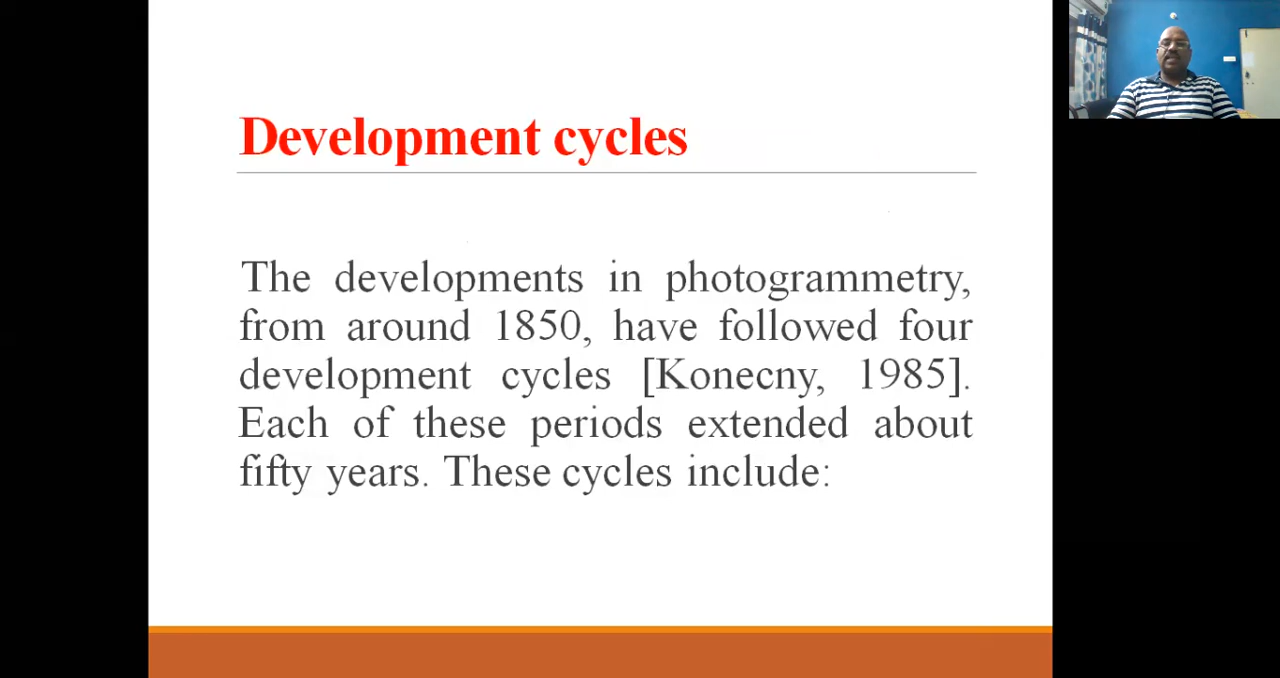 Development cycles
The developments in photogrammetry,
from around 1850, have followed four
development cycles [Konecny, 1985].
Each of these periods extended about
fifty years. These cycles include: